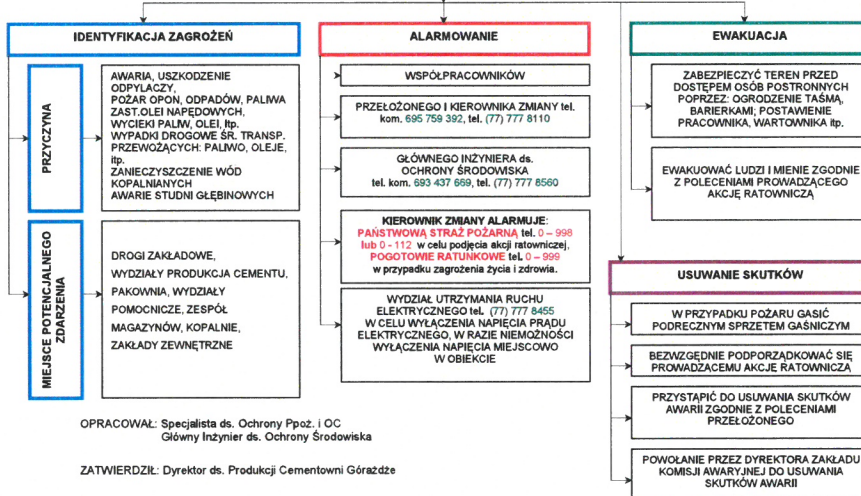 IDENTYFIKACJA ZAGROŻEŃ
PRZYCZYNA
AWARIA, USZKODZENIE
ODPYLACZY,
POŻAR OPON, ODPADÓW, PALIWA
ZAST.OLEI NAPĘDOWYCH,
WYCIEKI PALIW, OLEI, Itp.
WYPADKI DROGOWE ŚR. TRANSP.
PRZEWOŻĄCYCH: PALIWO, OLEJE,
itp.
ZANIECZYSZCZENIE WÓD
KOPALNIANYCH
AWARIE STUDNI GŁĘBINOWYCH
MIEJSCE POTENCJALNEGO
ZDARZENIA
DROGI ZAKŁADOWE,
WYDZIAŁY PRODUKCJA CEMENTU,
PAKOWNIA, WYDZIAŁY
POMOCNICZE, ZESPÓŁ
MAGAZYNÓW, KOPALNIE,
ZAKŁADY ZEWNĘTRZNE
ALARMOWANIE
WSPÓŁPRACOWNIKÓW
PRZEŁOŻONEGO I KIEROWNIKA ZMIANY tel.
kom. 695 759 392, tel. (77) 777 8110
GŁÓWNEGO INŻYNIERA ds.
OCHRONY ŚRODOWISKA
tel. kom. 693 437 669, tel. (77) 777 8560
KIEROWNIK ZMIANY ALARMUJE:
PAŃSTWOWĄ STRAŻ POŻARNĄ tel. 0 – 998
lub 0 - 112 w celu podjęcia akcji ratowniczej,
POGOTOWIE RATUNKOWE tel. 0 – 999
w przypadku zagrożenia życia i zdrowia.
WYDZIAŁ UTRZYMANIA RUCHU
ELEKTRYCZNEGO tel. (77) 777 8455
W CELU WYŁĄCZENIA NAPIĘCIA PRĄDU
ELEKTRYCZNEGO, W RAZIE NIEMOŻNOŚCI
WYŁĄCZENIA NAPIĘCIA MIEJSCOWO
W OBIEKCIE
EWAKUACJA
ZABEZPIECZYĆ TEREN PRZED
DOSTĘPEM OSÓB POSTRONNYCH
POPRZEZ: OGRODZENIE TAŚMĄ,
BARIERKAMI; POSTAWIENIE
PRACOWNIKA, WARTOWNIKA itp.
EWAKUOWAĆ LUDZI I MIENIE ZGODNIE
Z POLECENIAMI PROWADZĄCEGO
AKCJĘ RATOWNICZĄ
USUWANIE SKUTKÓW
W PRZYPADKU POŻARU GASIĆ
PODRECZNYM SPRZETEM GAŚNICZYM
BEZWZGĘDNIE PODPORZĄDKOWAĆ SIĘ
PROWADZĄCEMU AKCJĘ RATOWNICZĄ
PRZYSTĄPIĆ DO USUWANIA SKUTKÓW
AWARII ZGODNIE Z POLECENIAMI
PRZEŁOŻONEGO
POWOŁANIE PRZEZ DYREKTORA ZAKŁADU
KOMISJI AWARYJNEJ DO USUWANIA
SKUTKÓW AWARII
OPRACOWAŁ: Specjalista ds. Ochrony Ppoż. i OC
Główny Inżynier ds. Ochrony Środowiska
ZATWIERDZIŁ: Dyrektor ds. Produkcji Cementowni Górażdże